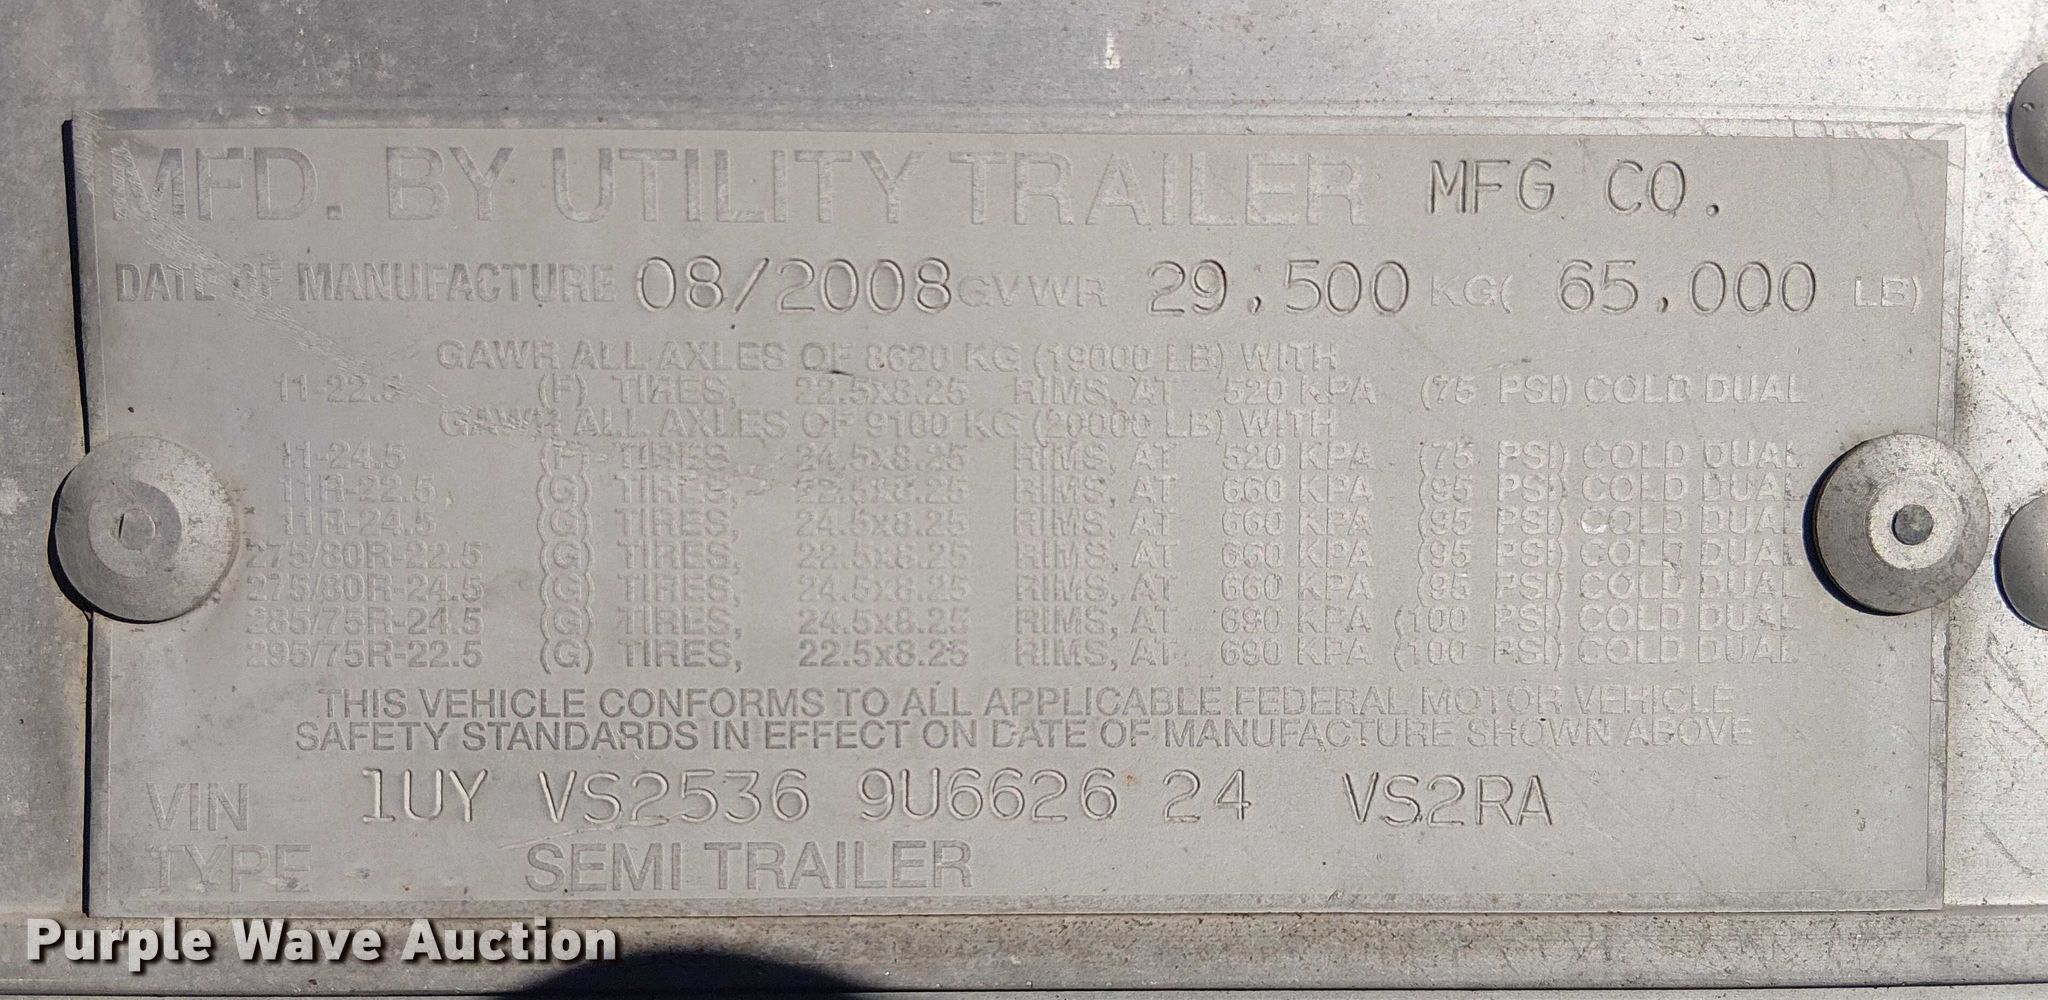 MFD. BY UTILITY TRAILER MFG CO.
DATE OF MANUFACTURE 08/2008 GVWR 29,500 KG( 65,000 LB)
GAWR ALL AXLES OF 8620 KG (19000 LB) WITH
11-22.5 (F) TIRES, 22.5x8.25 RIMS, AT 520 KPA (75 PSI) COLD DUAL
GAWR ALL AXLES OF 9100 KG (20000 LB) WITH
11-24.5 (F) TIRES, 24.5x8.25 RIMS, AT 520 KPA (75 PSI) COLD DUAL
11R-22.5 (G) TIRES, 22.5x8.25 RIMS, AT 660 KPA (95 PSI) COLD DUAL
11R-24.5 (G) TIRES, 24.5x8.25 RIMS, AT 660 KPA (95 PSI) COLD DUAL
275/80R-22.5 (G) TIRES, 22.5x8.25 RIMS, AT 660 KPA (95 PSI) COLD DUAL
275/80R-24.5 (G) TIRES, 24.5x8.25 RIMS, AT 660 KPA (95 PSI) COLD DUAL
285/75R-24.5 (G) TIRES, 24.5x8.25 RIMS, AT 690 KPA (100 PSI) COLD DUAL
295/75R-22.5 (G) TIRES, 22.5x8.25 RIMS, AT 690 KPA (100 PSI) COLD DUAL
THIS VEHICLE CONFORMS TO ALL APPLICABLE FEDERAL MOTOR VEHICLE
SAFETY STANDARDS IN EFFECT ON DATE OF MANUFACTURE SHOWN ABOVE
VIN 1UY VS2536 9U6626 24 VS2RA
TYPE SEMI TRAILER
Purple Wave Auction